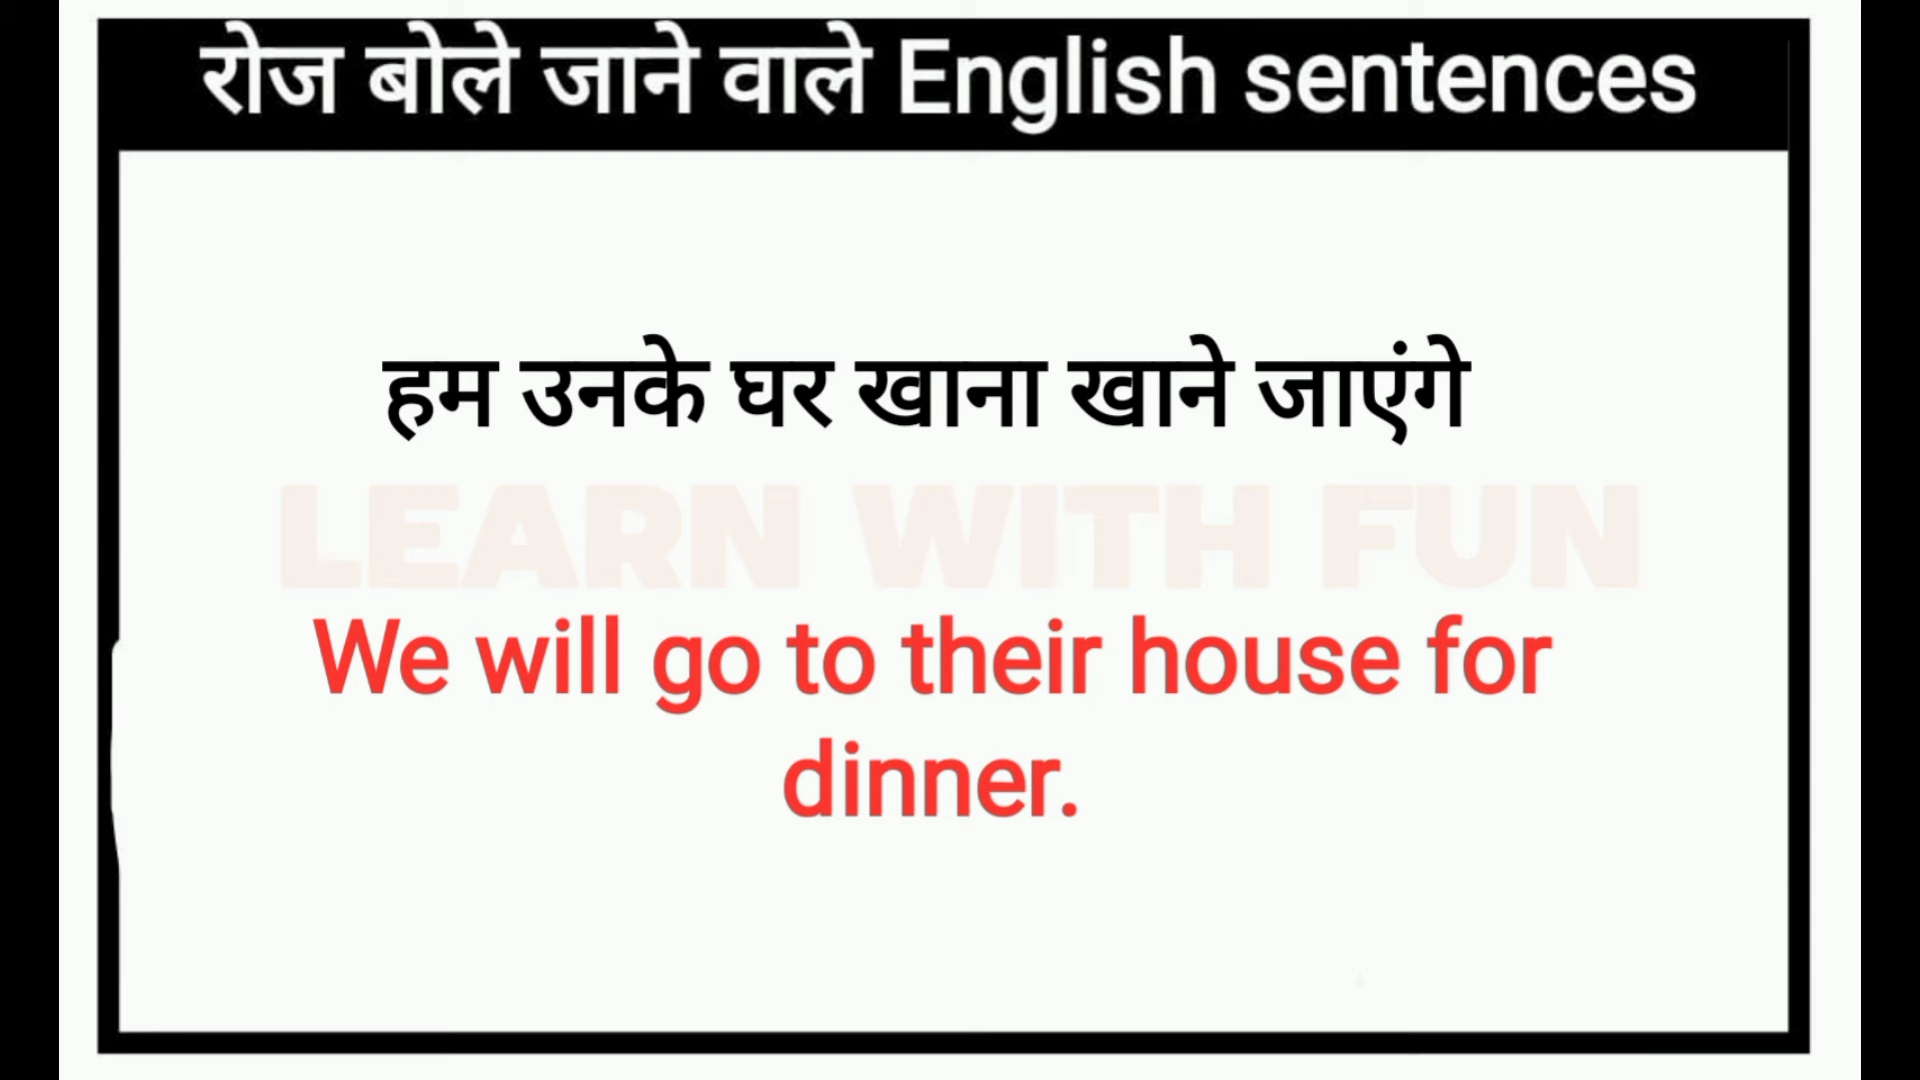 रोज बोले जाने वाले English sentences
हम उनके घर खाना खाने जाएंगे
LEARN WITH FUN
We will go to their house for
dinner.